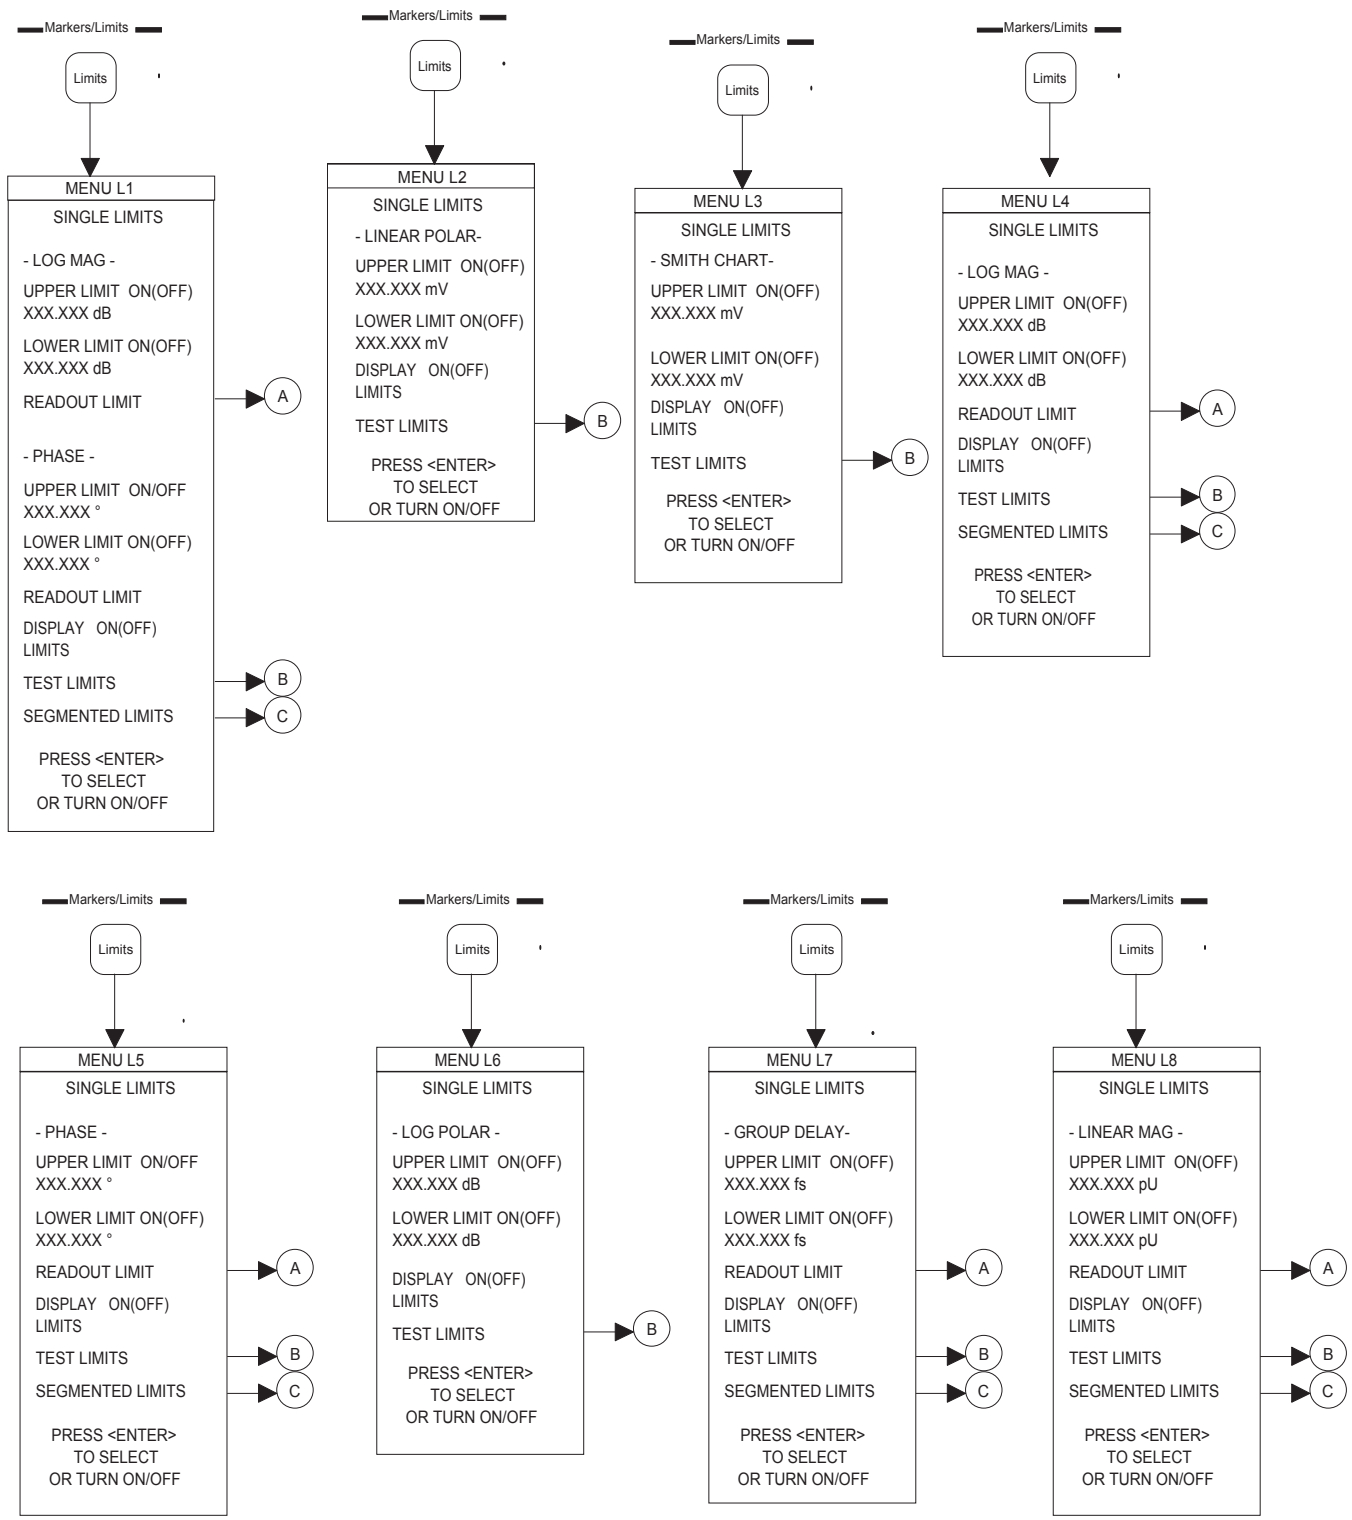 Markers/Limits
Limits
MENU L1
SINGLE LIMITS
- LOG MAG -
UPPER LIMIT ON(OFF)
XXX.XXX dB
LOWER LIMIT ON(OFF)
XXX.XXX dB
READOUT LIMIT
A
- PHASE -
UPPER LIMIT ON/OFF
XXX.XXX °
LOWER LIMIT ON(OFF)
XXX.XXX °
READOUT LIMIT
DISPLAY ON(OFF)
LIMITS
TEST LIMITS
B
SEGMENTED LIMITS
C
PRESS <ENTER>
TO SELECT
OR TURN ON/OFF
Markers/Limits
Limits
MENU L2
SINGLE LIMITS
- LINEAR POLAR-
UPPER LIMIT ON(OFF)
XXX.XXX mV
LOWER LIMIT ON(OFF)
XXX.XXX mV
DISPLAY ON(OFF)
LIMITS
TEST LIMITS
B
PRESS <ENTER>
TO SELECT
OR TURN ON/OFF
Markers/Limits
Limits
MENU L3
SINGLE LIMITS
- SMITH CHART-
UPPER LIMIT ON(OFF)
XXX.XXX mV
LOWER LIMIT ON(OFF)
XXX.XXX mV
DISPLAY ON(OFF)
LIMITS
TEST LIMITS
B
PRESS <ENTER>
TO SELECT
OR TURN ON/OFF
Markers/Limits
Limits
MENU L4
SINGLE LIMITS
- LOG MAG -
UPPER LIMIT ON(OFF)
XXX.XXX dB
LOWER LIMIT ON(OFF)
XXX.XXX dB
READOUT LIMIT
A
DISPLAY ON(OFF)
LIMITS
TEST LIMITS
B
SEGMENTED LIMITS
C
PRESS <ENTER>
TO SELECT
OR TURN ON/OFF
Markers/Limits
Limits
MENU L5
SINGLE LIMITS
- PHASE -
UPPER LIMIT ON/OFF
XXX.XXX °
LOWER LIMIT ON(OFF)
XXX.XXX °
READOUT LIMIT
A
DISPLAY ON(OFF)
LIMITS
TEST LIMITS
B
SEGMENTED LIMITS
C
PRESS <ENTER>
TO SELECT
OR TURN ON/OFF
Markers/Limits
Limits
MENU L6
SINGLE LIMITS
- LOG POLAR -
UPPER LIMIT ON(OFF)
XXX.XXX dB
LOWER LIMIT ON(OFF)
XXX.XXX dB
DISPLAY ON(OFF)
LIMITS
TEST LIMITS
B
PRESS <ENTER>
TO SELECT
OR TURN ON/OFF
Markers/Limits
Limits
MENU L7
SINGLE LIMITS
- GROUP DELAY-
UPPER LIMIT ON(OFF)
XXX.XXX fs
LOWER LIMIT ON(OFF)
XXX.XXX fs
READOUT LIMIT
A
DISPLAY ON(OFF)
LIMITS
TEST LIMITS
B
SEGMENTED LIMITS
C
PRESS <ENTER>
TO SELECT
OR TURN ON/OFF
Markers/Limits
Limits
MENU L8
SINGLE LIMITS
- LINEAR MAG -
UPPER LIMIT ON(OFF)
XXX.XXX pU
LOWER LIMIT ON(OFF)
XXX.XXX pU
READOUT LIMIT
A
DISPLAY ON(OFF)
LIMITS
TEST LIMITS
B
SEGMENTED LIMITS
C
PRESS <ENTER>
TO SELECT
OR TURN ON/OFF